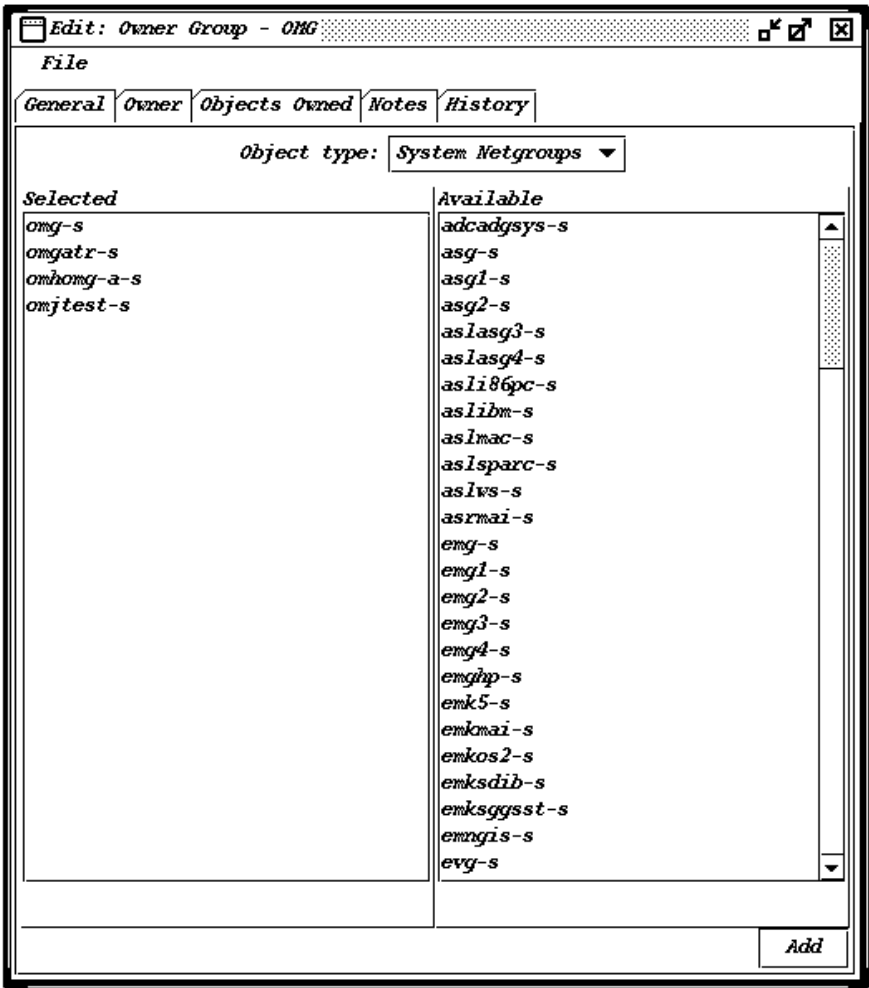 Edit: Owner Group - OMG
File
General Owner Objects Owned Notes History
Object type: System Netgroups
Selected
omg-s
omgatr-s
omhomg-a-s
omjtest-s
Available
adcadgsys-s
asg-s
asg1-s
asg2-s
aslasg3-s
aslasg4-s
asli86pc-s
aslibm-s
aslmac-s
aslsparc-s
aslws-s
asrmai-s
emg-s
emg1-s
emg2-s
emg3-s
emg4-s
emghp-s
emk5-s
emkmai-s
emkos2-s
emksdib-s
emksggsst-s
emngis-s
evg-s
Add